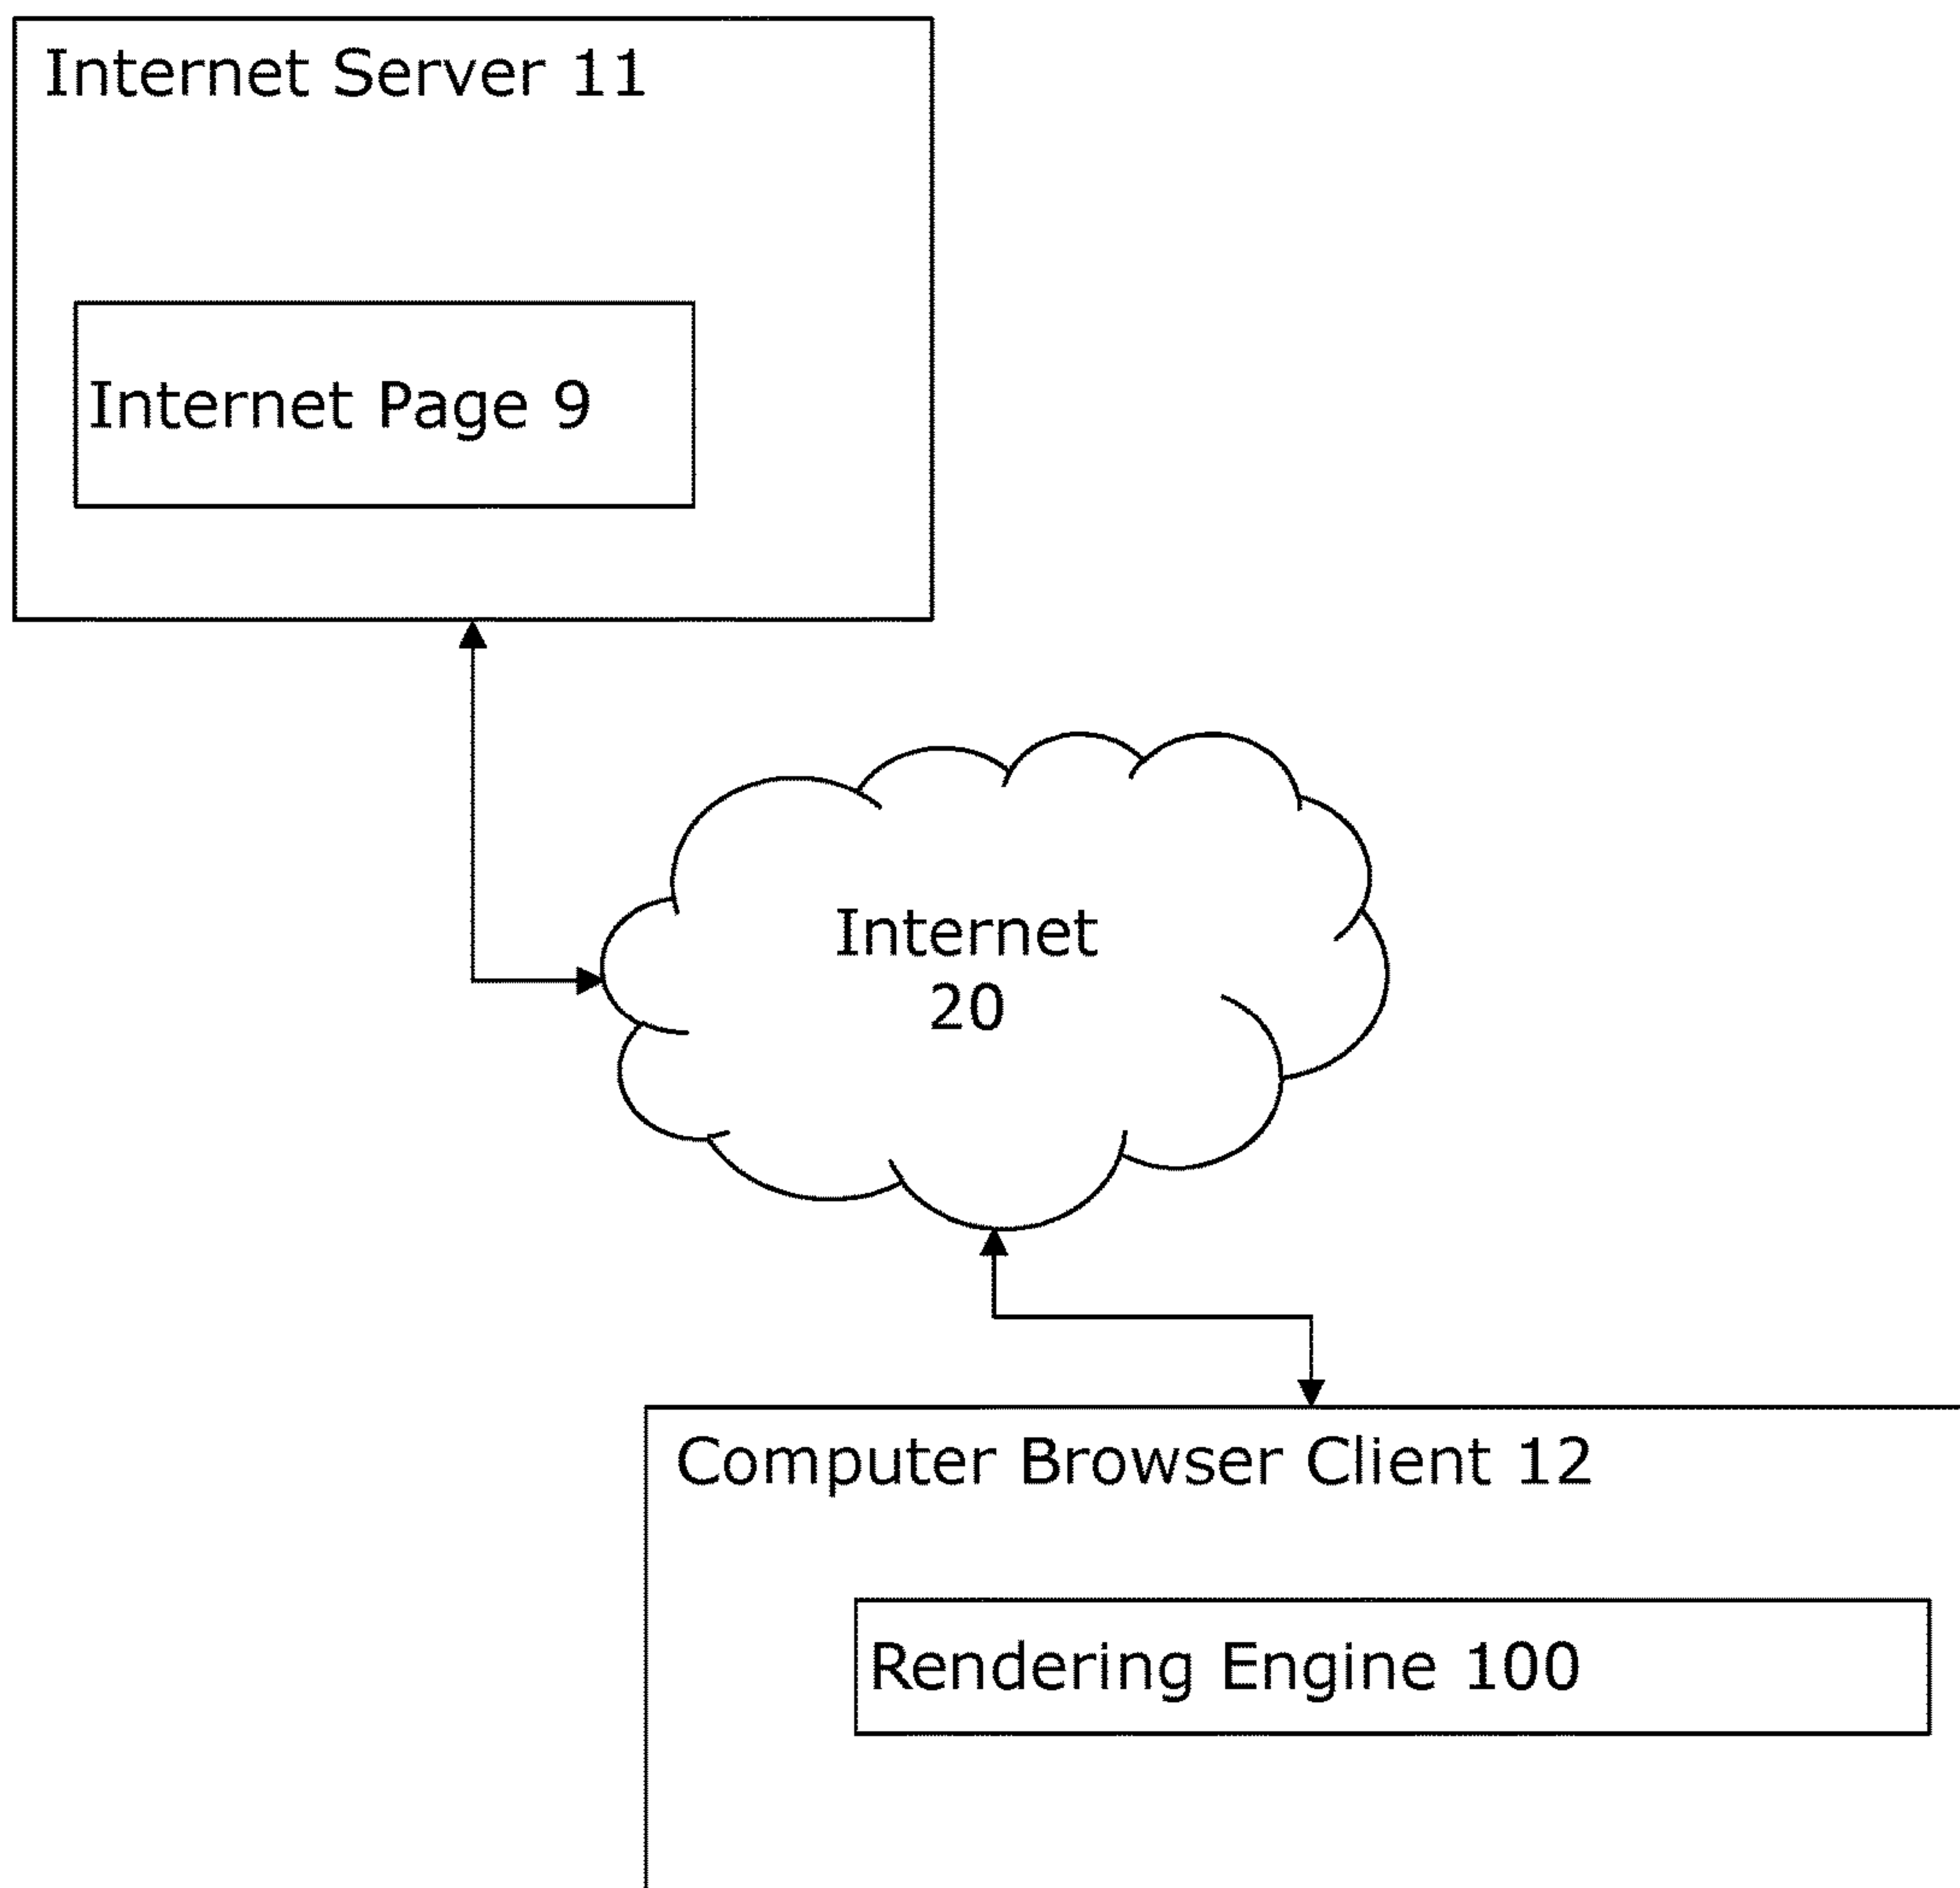 Internet Server 11
Internet Page 9
Internet
20
Computer Browser Client 12
Rendering Engine 100